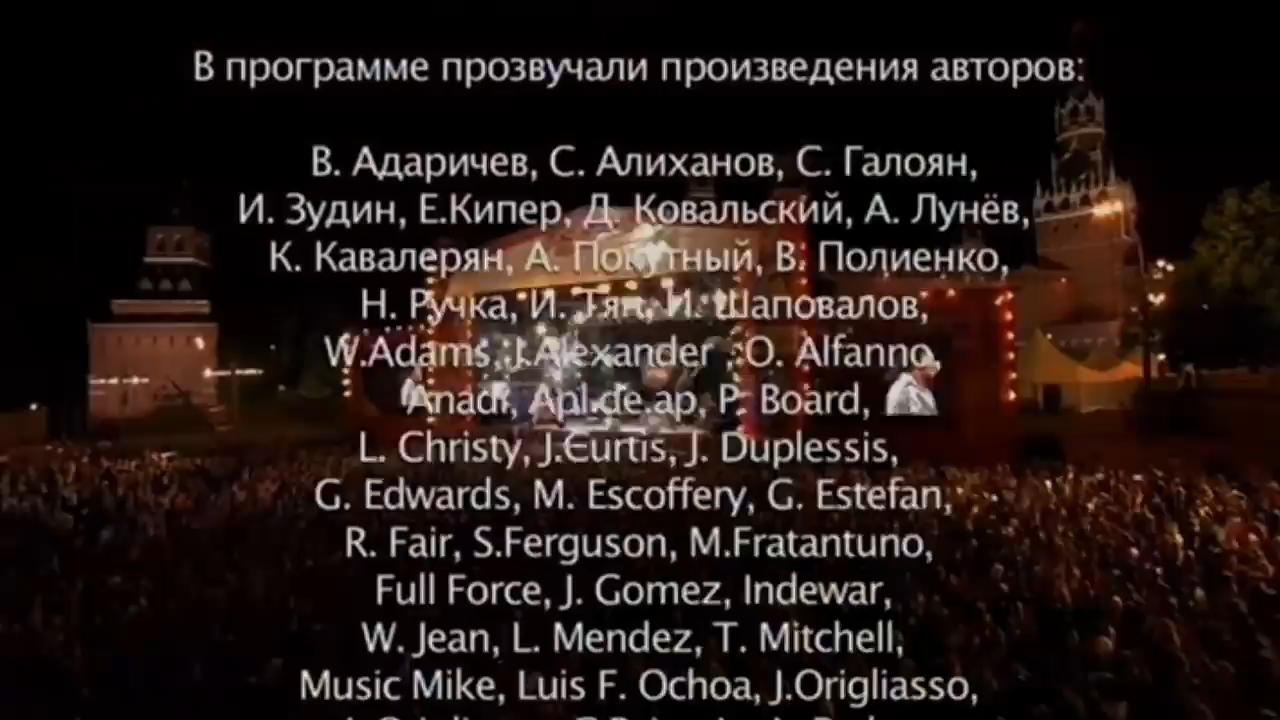 В программе прозвучали произведения авторов:
В. Адаричев, С. Алиханов, С. Галоян,
И. Зудин, Е.Кипер, Д. Ковальский, А. Лунёв,
К. Кавалерян, А. Покутный, В. Полиенко,
Н. Ручка, И. Тян, И. Шаповалов,
W.Adams, J.Alexander, O. Alfanno,
Anadi, Apl.de.ap, P. Board,
L. Christy, J.Curtis, J. Duplessis,
G. Edwards, M. Escoffery, G. Estefan,
R. Fair, S.Ferguson, M.Fratantuno,
Full Force, J. Gomez, Indewar,
W. Jean, L. Mendez, T. Mitchell,
Music Mike, Luis F. Ochoa, J.Origliasso,